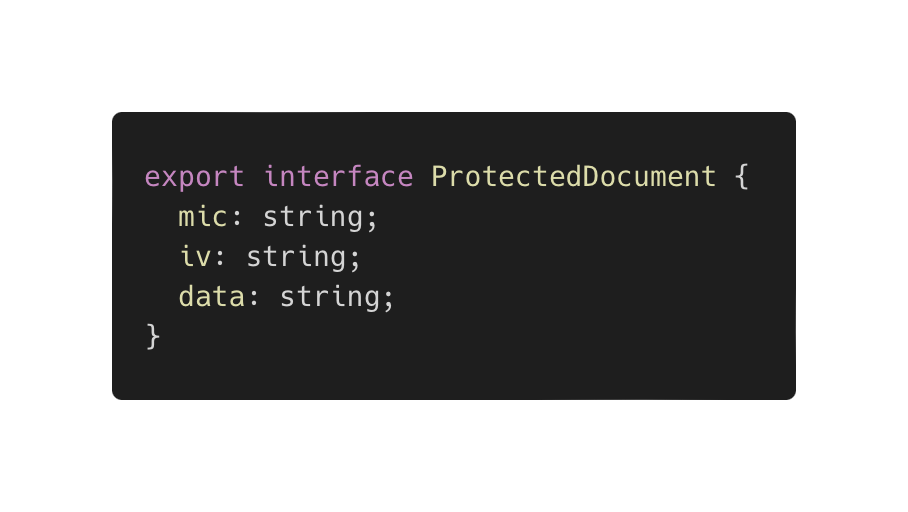 export interface ProtectedDocument {
  mic: string;
  iv: string;
  data: string;
}